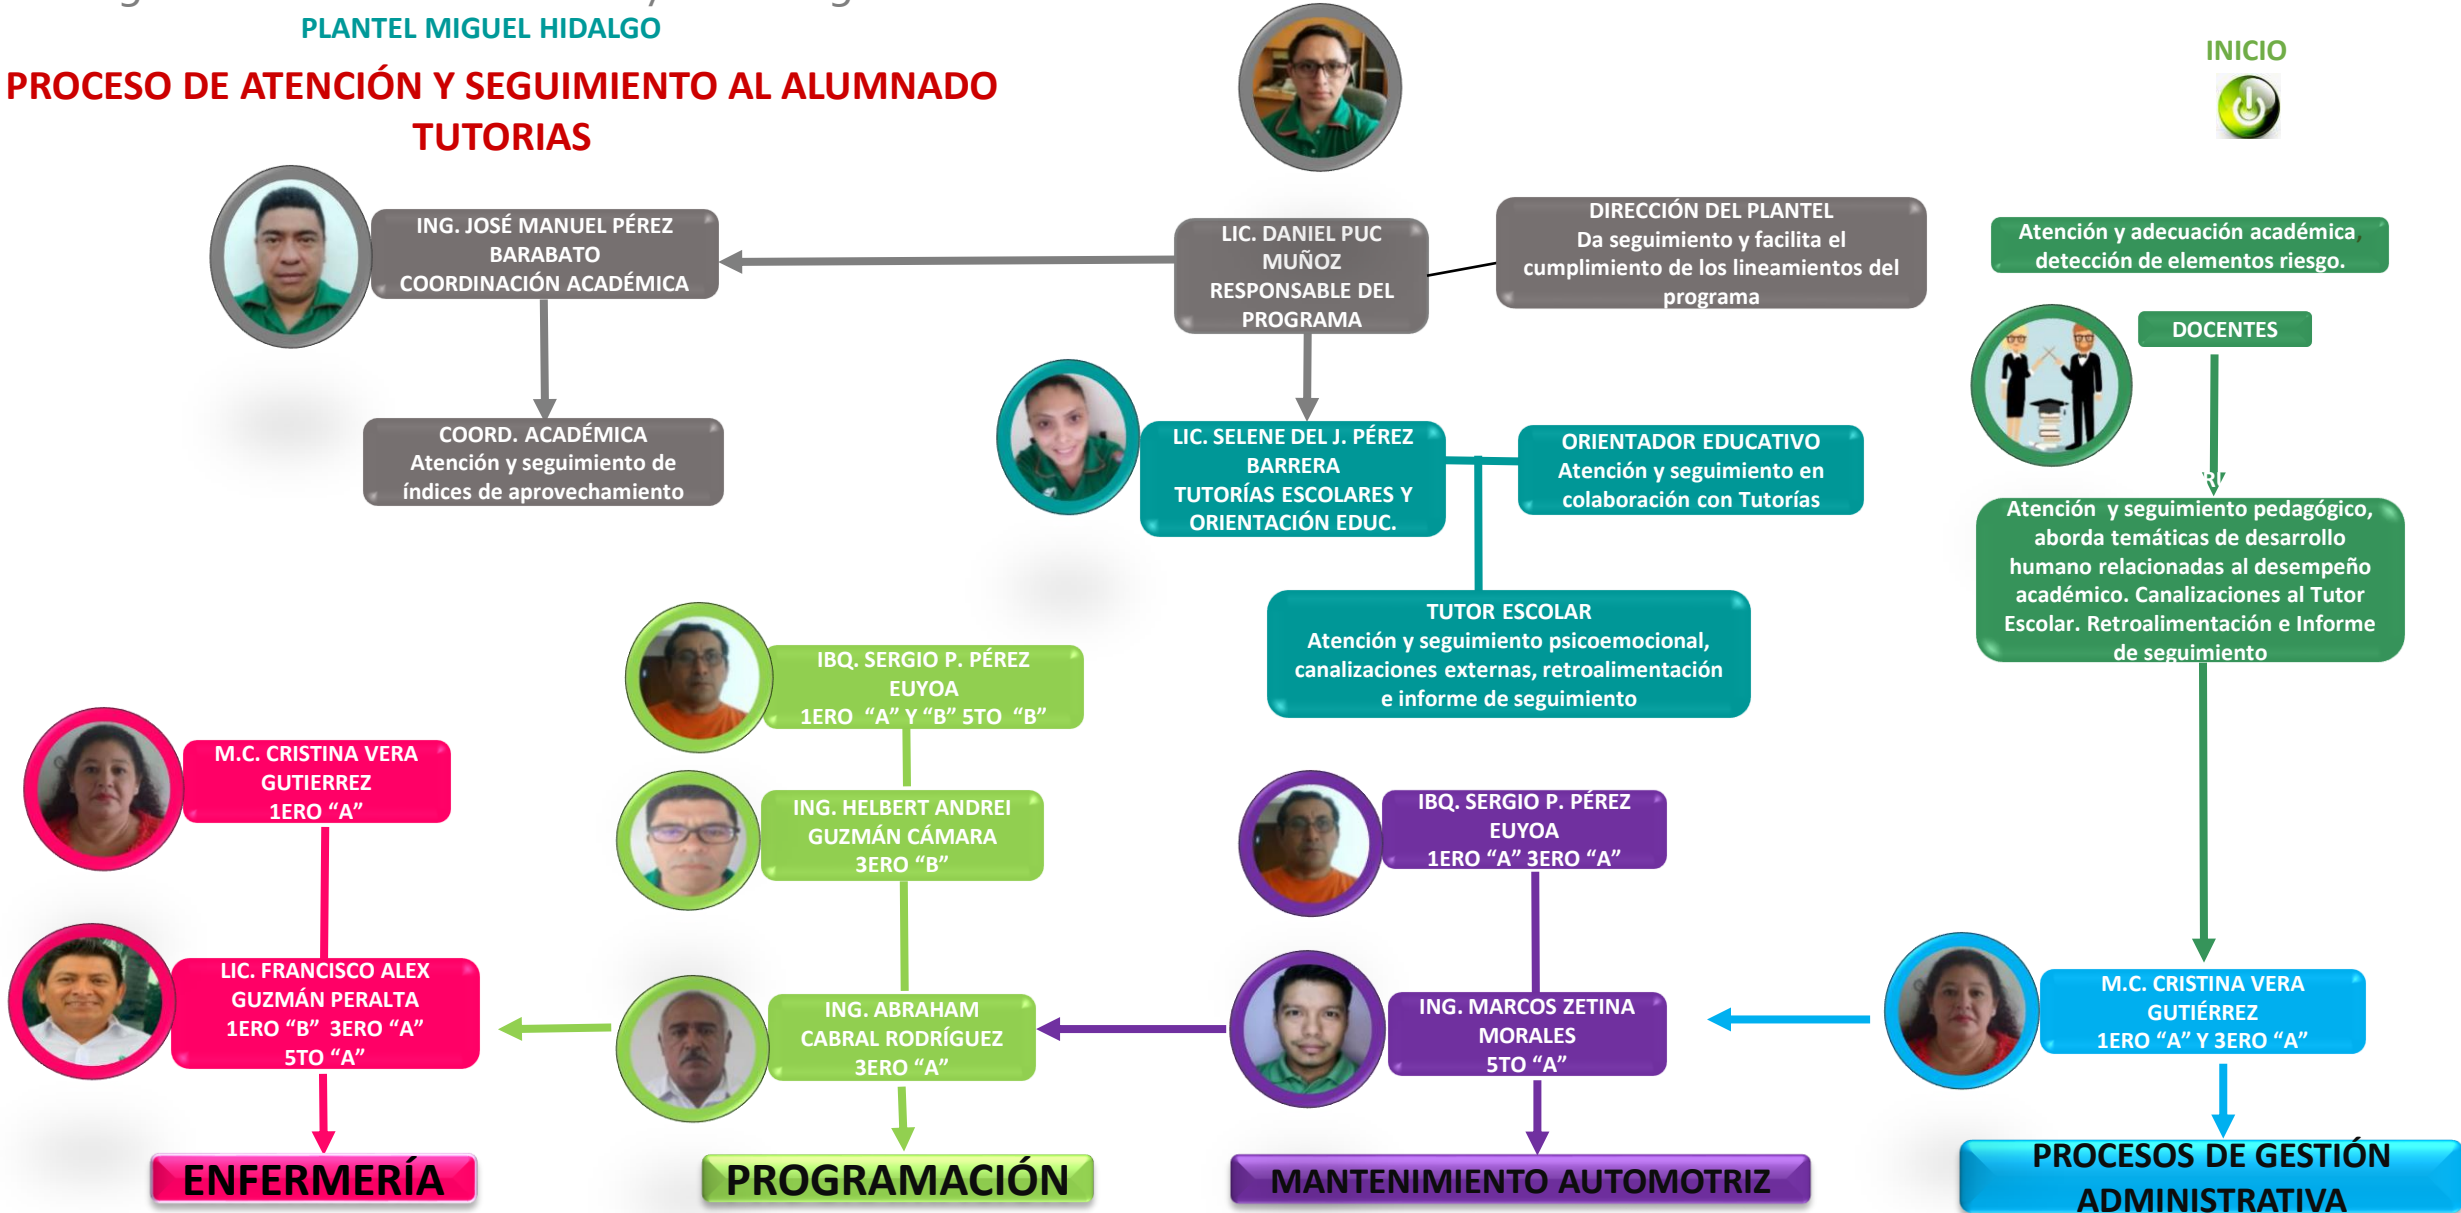 PLANTEL MIGUEL HIDALGO
PROCESO DE ATENCIÓN Y SEGUIMIENTO AL ALUMNADO
TUTORIAS
INICIO
ING. JOSÉ MANUEL PÉREZ
BARABATO
COORDINACIÓN ACADÉMICA
LIC. DANIEL PUC
MUÑOZ
RESPONSABLE DEL
PROGRAMA
DIRECCIÓN DEL PLANTEL
Da seguimiento y facilita el
cumplimiento de los lineamientos del
programa
Atención y adecuación académica,
detección de elementos riesgo.
DOCENTES
COORD. ACADÉMICA
Atención y seguimiento de
índices de aprovechamiento
LIC. SELENE DEL J. PÉREZ
BARRERA
TUTORÍAS ESCOLARES Y
ORIENTACIÓN EDUC.
ORIENTADOR EDUCATIVO
Atención y seguimiento en
colaboración con Tutorías
Atención y seguimiento pedagógico,
aborda temáticas de desarrollo
humano relacionadas al desempeño
académico. Canalizaciones al Tutor
Escolar. Retroalimentación e Informe
de seguimiento
TUTOR ESCOLAR
Atención y seguimiento psicoemocional,
canalizaciones externas, retroalimentación
e informe de seguimiento
IBQ. SERGIO P. PÉREZ
EUYOA
1ERO “A” Y “B” 5TO “B”
M.C. CRISTINA VERA
GUTIERREZ
1ERO “A”
ING. HELBERT ANDREI
GUZMÁN CÁMARA
3ERO “B”
IBQ. SERGIO P. PÉREZ
EUYOA
1ERO “A” 3ERO “A”
LIC. FRANCISCO ALEX
GUZMÁN PERALTA
1ERO “B” 3ERO “A”
5TO “A”
ING. ABRAHAM
CABRAL RODRÍGUEZ
3ERO “A”
ING. MARCOS ZETINA
MORALES
5TO “A”
M.C. CRISTINA VERA
GUTIÉRREZ
1ERO “A” Y 3ERO “A”
ENFERMERÍA
PROGRAMACIÓN
MANTENIMIENTO AUTOMOTRIZ
PROCESOS DE GESTIÓN
ADMINISTRATIVA